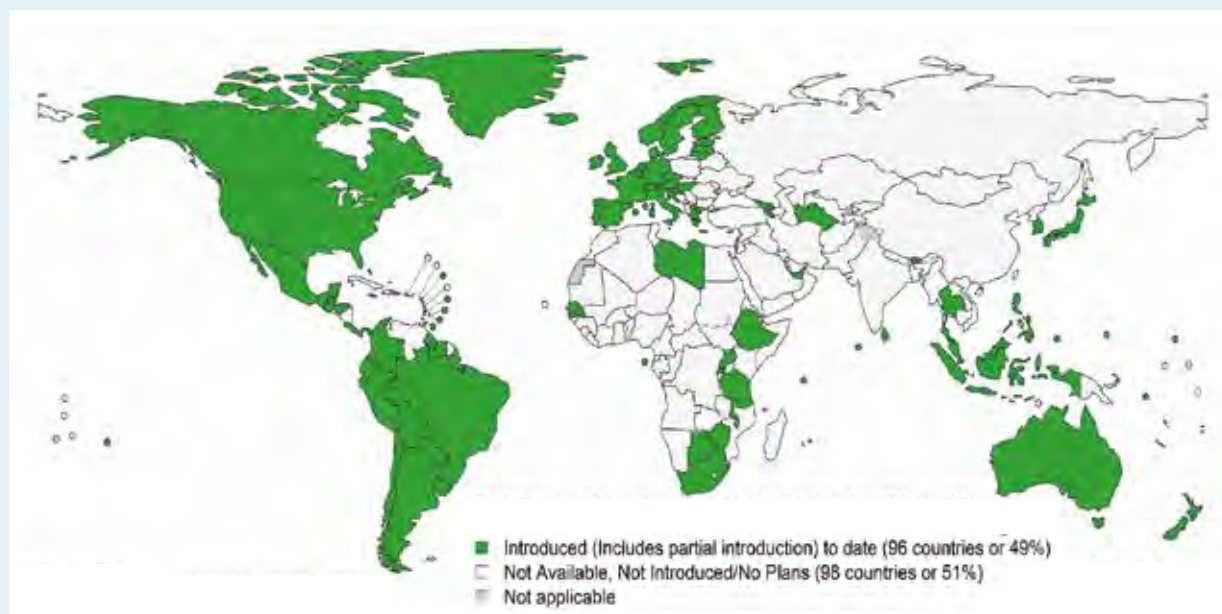 Introduced (Includes partial introduction) to date (96 countries or 49%)
Not Available, Not Introduced/No Plans (98 countries or 51%)
Not applicable